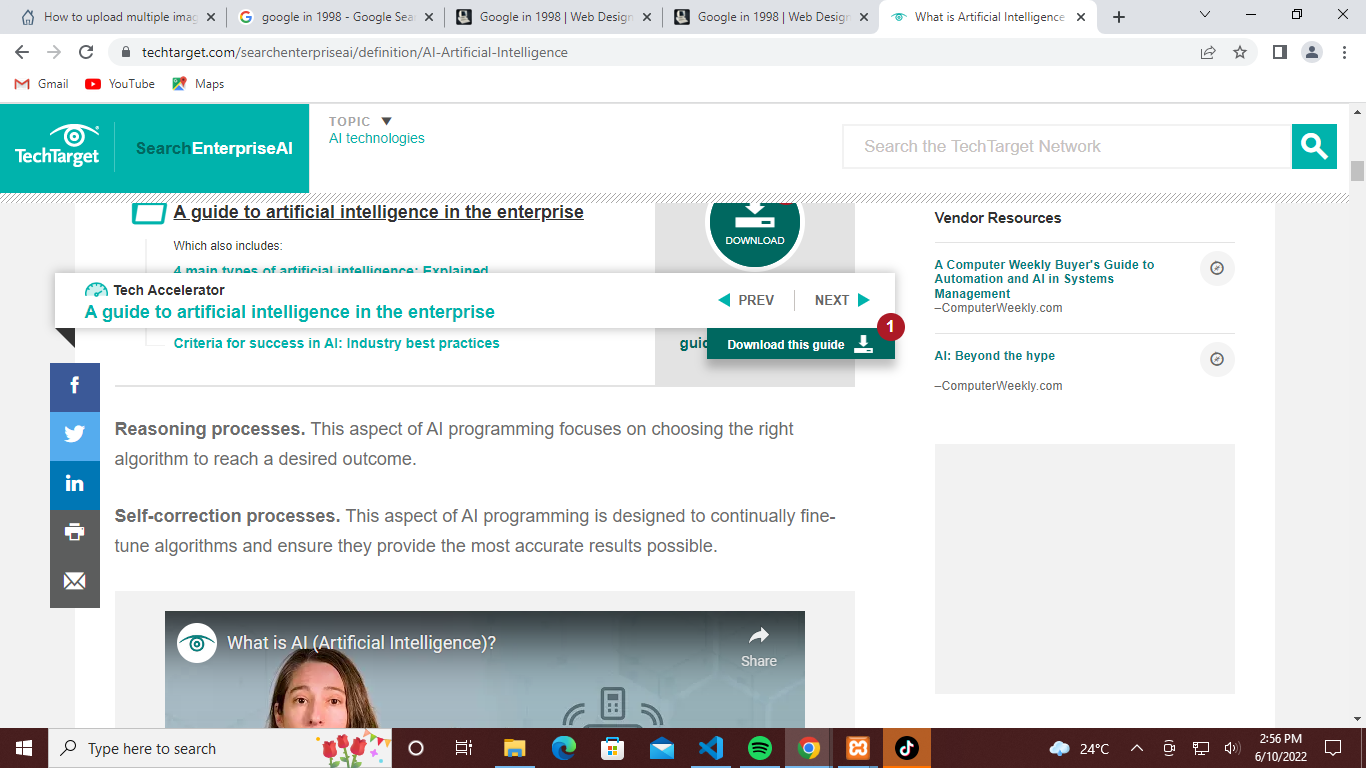 How to upload multiple imag
google in 1998 - Google Sea
Google in 1998 | Web Design
Google in 1998 | Web Design
What is Artificial Intelligence
techtarget.com/searchenterpriseai/definition/AI-Artificial-Intelligence
Gmail
YouTube
Maps
TechTarget
SearchEnterpriseAI
TOPIC
AI technologies
Search the TechTarget Network
A guide to artificial intelligence in the enterprise
Which also includes:
4 main types of artificial intelligence: Explained
DOWNLOAD
Tech Accelerator
A guide to artificial intelligence in the enterprise
PREV
NEXT
1
Criteria for success in AI: Industry best practices
guid
Download this guide
Reasoning processes. This aspect of AI programming focuses on choosing the right
algorithm to reach a desired outcome.
Self-correction processes. This aspect of AI programming is designed to continually fine-
tune algorithms and ensure they provide the most accurate results possible.
What is AI (Artificial Intelligence)?
Share
Vendor Resources
A Computer Weekly Buyer's Guide to
Automation and AI in Systems
Management
–ComputerWeekly.com
AI: Beyond the hype
–ComputerWeekly.com
Type here to search
24°C
2:56 PM
6/10/2022